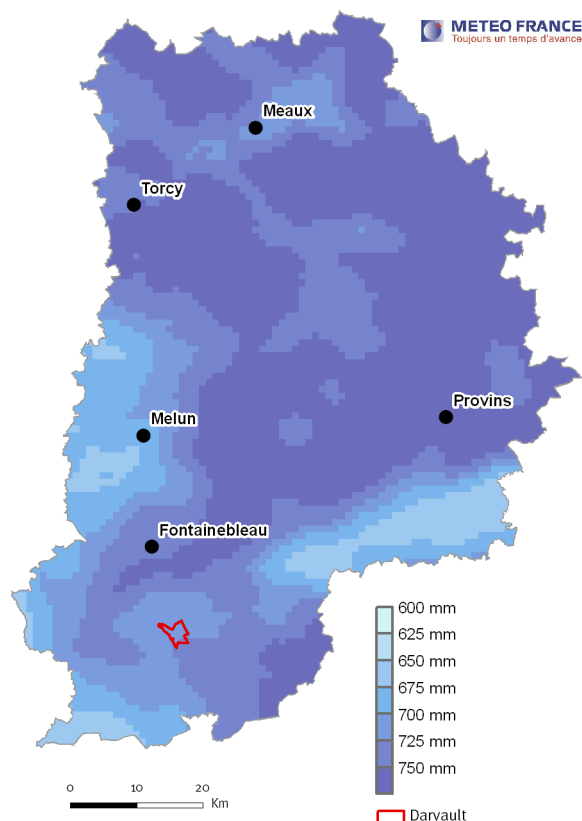 METEO FRANCE
Toujours un temps d'avance
Meaux
Torcy
Provins
Melun
Fontainebleau
600 mm
625 mm
650 mm
675 mm
700 mm
725 mm
750 mm
0 10 20
Km
Darvault